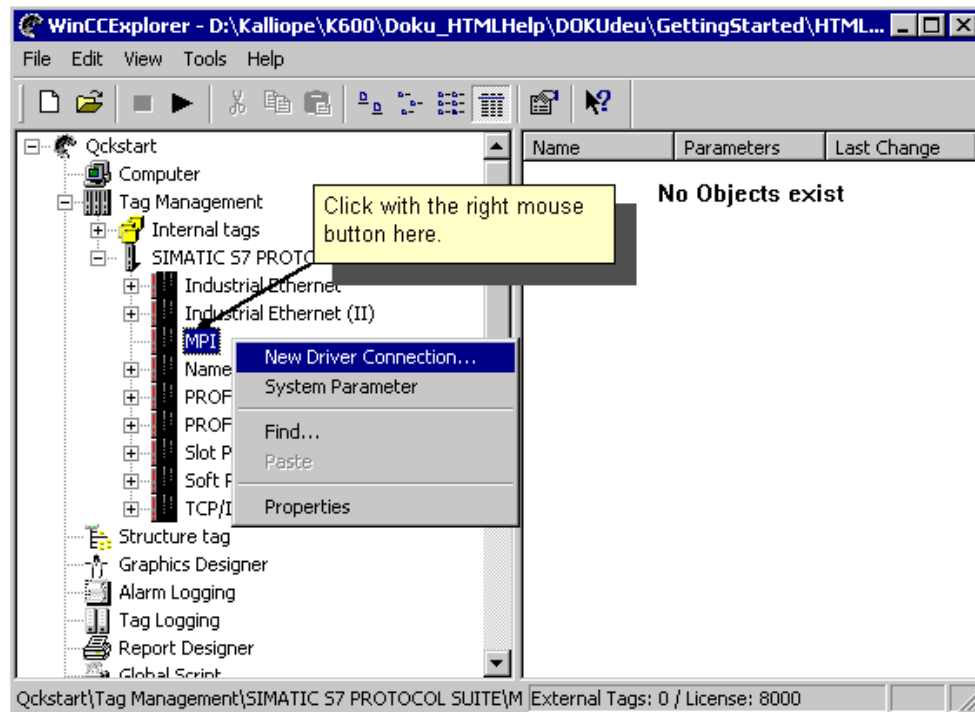 WinCCExplorer - D:\Kalliope\K600\Doku_HTMLHelp\DOKUdeu\GettingStarted\HTML...
File Edit View Tools Help
Qckstart
Name Parameters Last Change
Computer
No Objects exist
Tag Management
Click with the right mouse
button here.
Internal tags
SIMATIC S7 PROTOC
Industrial Ethernet
Industrial Ethernet (II)
MPI
New Driver Connection...
Name
System Parameter
PROF
PROF
Find...
Slot P
Paste
Soft P
Properties
TCP/I
Structure tag
Graphics Designer
Alarm Logging
Tag Logging
Report Designer
Global Script
Qckstart\Tag Management\SIMATIC S7 PROTOCOL SUITE\M External Tags: 0 / License: 8000